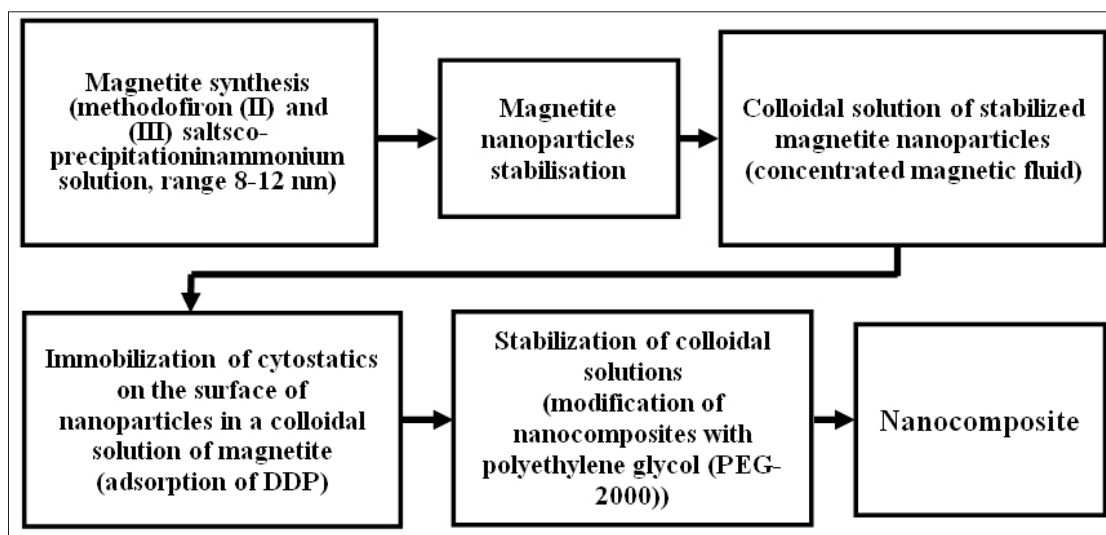 Magnetite synthesis
(methodofiron (II) and
(III) saltsco-
precipitationinammonium
solution, range 8-12 nm)
Magnetite
nanoparticles
stabilisation
Colloidal solution of stabilized
magnetite nanoparticles
(concentrated magnetic fluid)
Immobilization of cytostatics
on the surface of
nanoparticles in a colloidal
solution of magnetite
(adsorption of DDP)
Stabilization of colloidal
solutions
(modification of
nanocomposites with
polyethylene glycol (PEG-
2000))
Nanocomposite